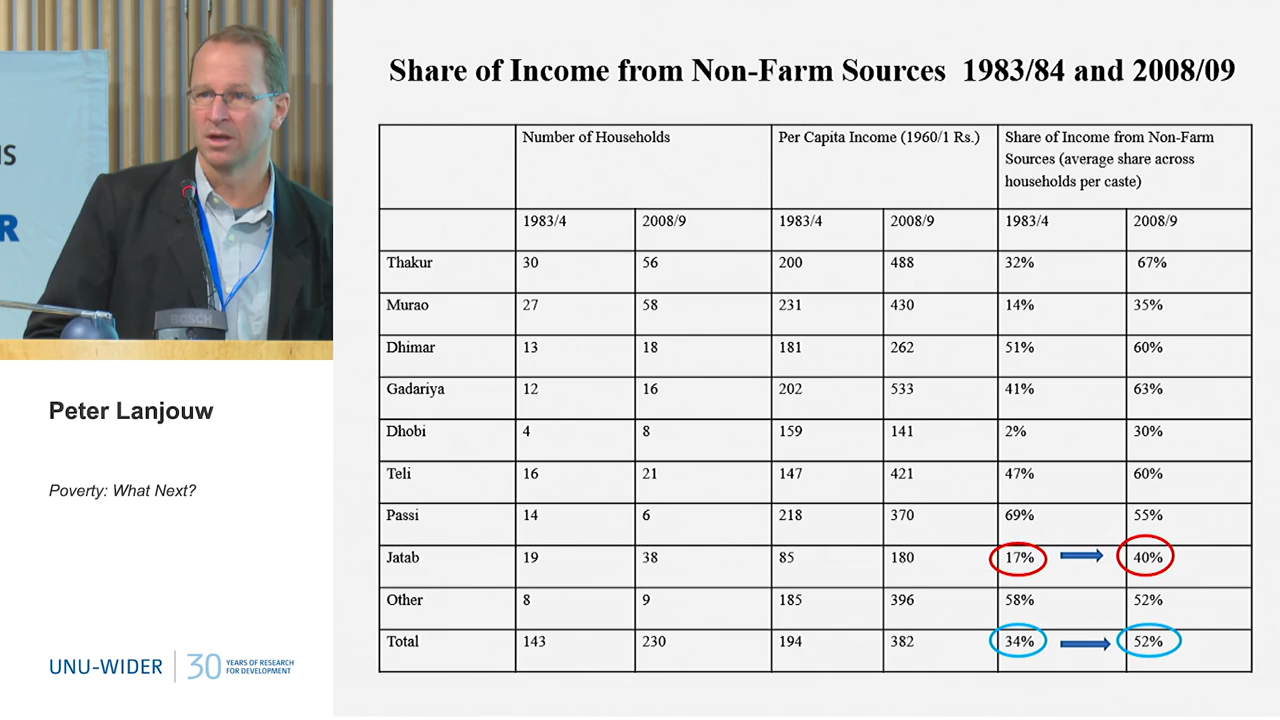 IS
R
BOSCH
Peter Lanjouw
Poverty: What Next?
UNU-WIDER 30 YEARS OF RESEARCH
FOR DEVELOPMENT
Share of Income from Non-Farm Sources 1983/84 and 2008/09
Number of Households Per Capita Income (1960/1 Rs.) Share of Income from Non-Farm
Sources (average share across
households per caste)
1983/4 2008/9 1983/4 2008/9 1983/4 2008/9
Thakur 30 56 200 488 32% 67%
Murao 27 58 231 430 14% 35%
Dhimar 13 18 181 262 51% 60%
Gadariya 12 16 202 533 41% 63%
Dhobi 4 8 159 141 2% 30%
Teli 16 21 147 421 47% 60%
Passi 14 6 218 370 69% 55%
Jatab 19 38 85 180 17% 40%
Other 8 9 185 396 58% 52%
Total 143 230 194 382 34% 52%